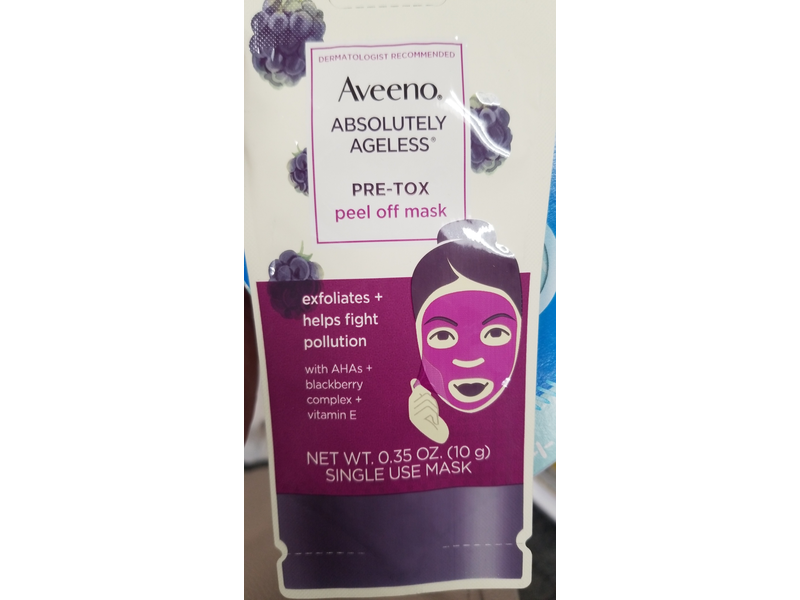 DERMATOLOGIST RECOMMENDED
Aveeno®
ABSOLUTELY
AGELESS®
PRE-TOX
peel off mask
exfoliates +
helps fight
pollution
with AHAs +
blackberry
complex +
vitamin E
NET WT. 0.35 OZ. (10 g)
SINGLE USE MASK